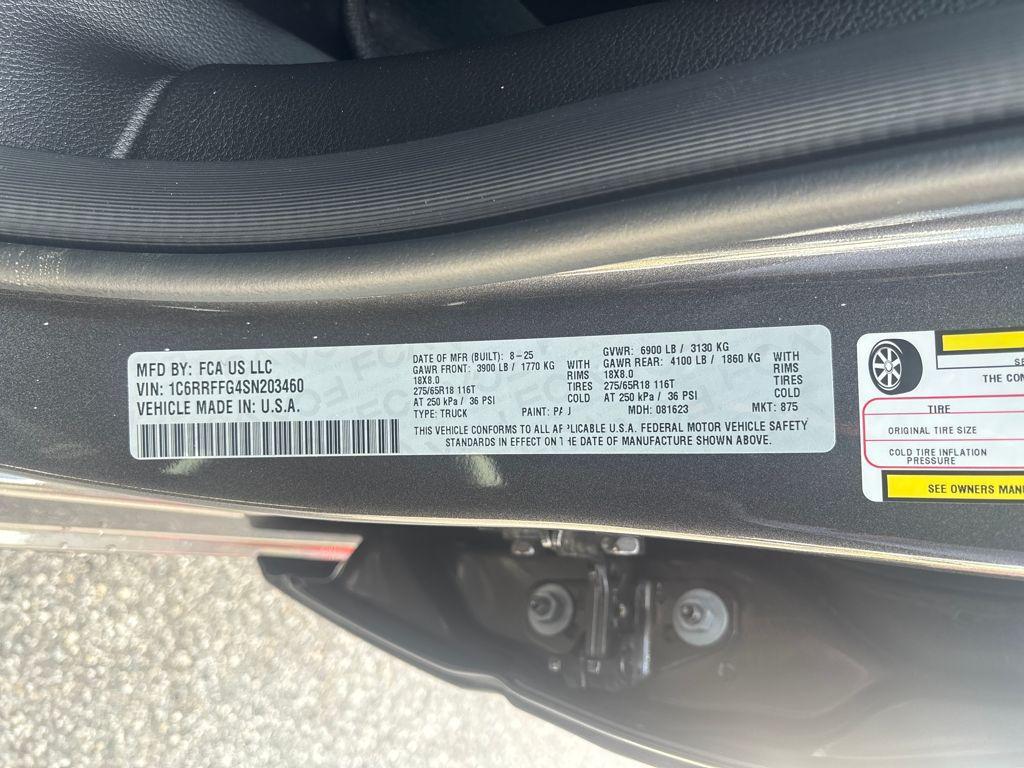 MFD BY: FCA US LLC
VIN: 1C6RRFFG4SN203460
VEHICLE MADE IN: U.S.A.
DATE OF MFR (BUILT): 8-25
GAWR FRONT: 3900 LB / 1770 KG WITH
18X8.0 RIMS
275/65R18 116T TIRES
AT 250 kPa / 36 PSI COLD
TYPE: TRUCK PAINT:
GVWR: 6900 LB / 3130 KG
GAWR REAR: 4100 LB / 1860 KG WITH
18X8.0 RIMS
275/65R18 116T TIRES
AT 250 kPa / 36 PSI COLD
MDH: 081623 MKT: 875
THIS VEHICLE CONFORMS TO ALL APPLICABLE U.S.A. FEDERAL MOTOR VEHICLE SAFETY
STANDARDS IN EFFECT ON THE DATE OF MANUFACTURE SHOWN ABOVE.
THE
TIRE
ORIGINAL TIRE SIZE
COLD TIRE INFLATION
PRESSURE
SEE OWNERS